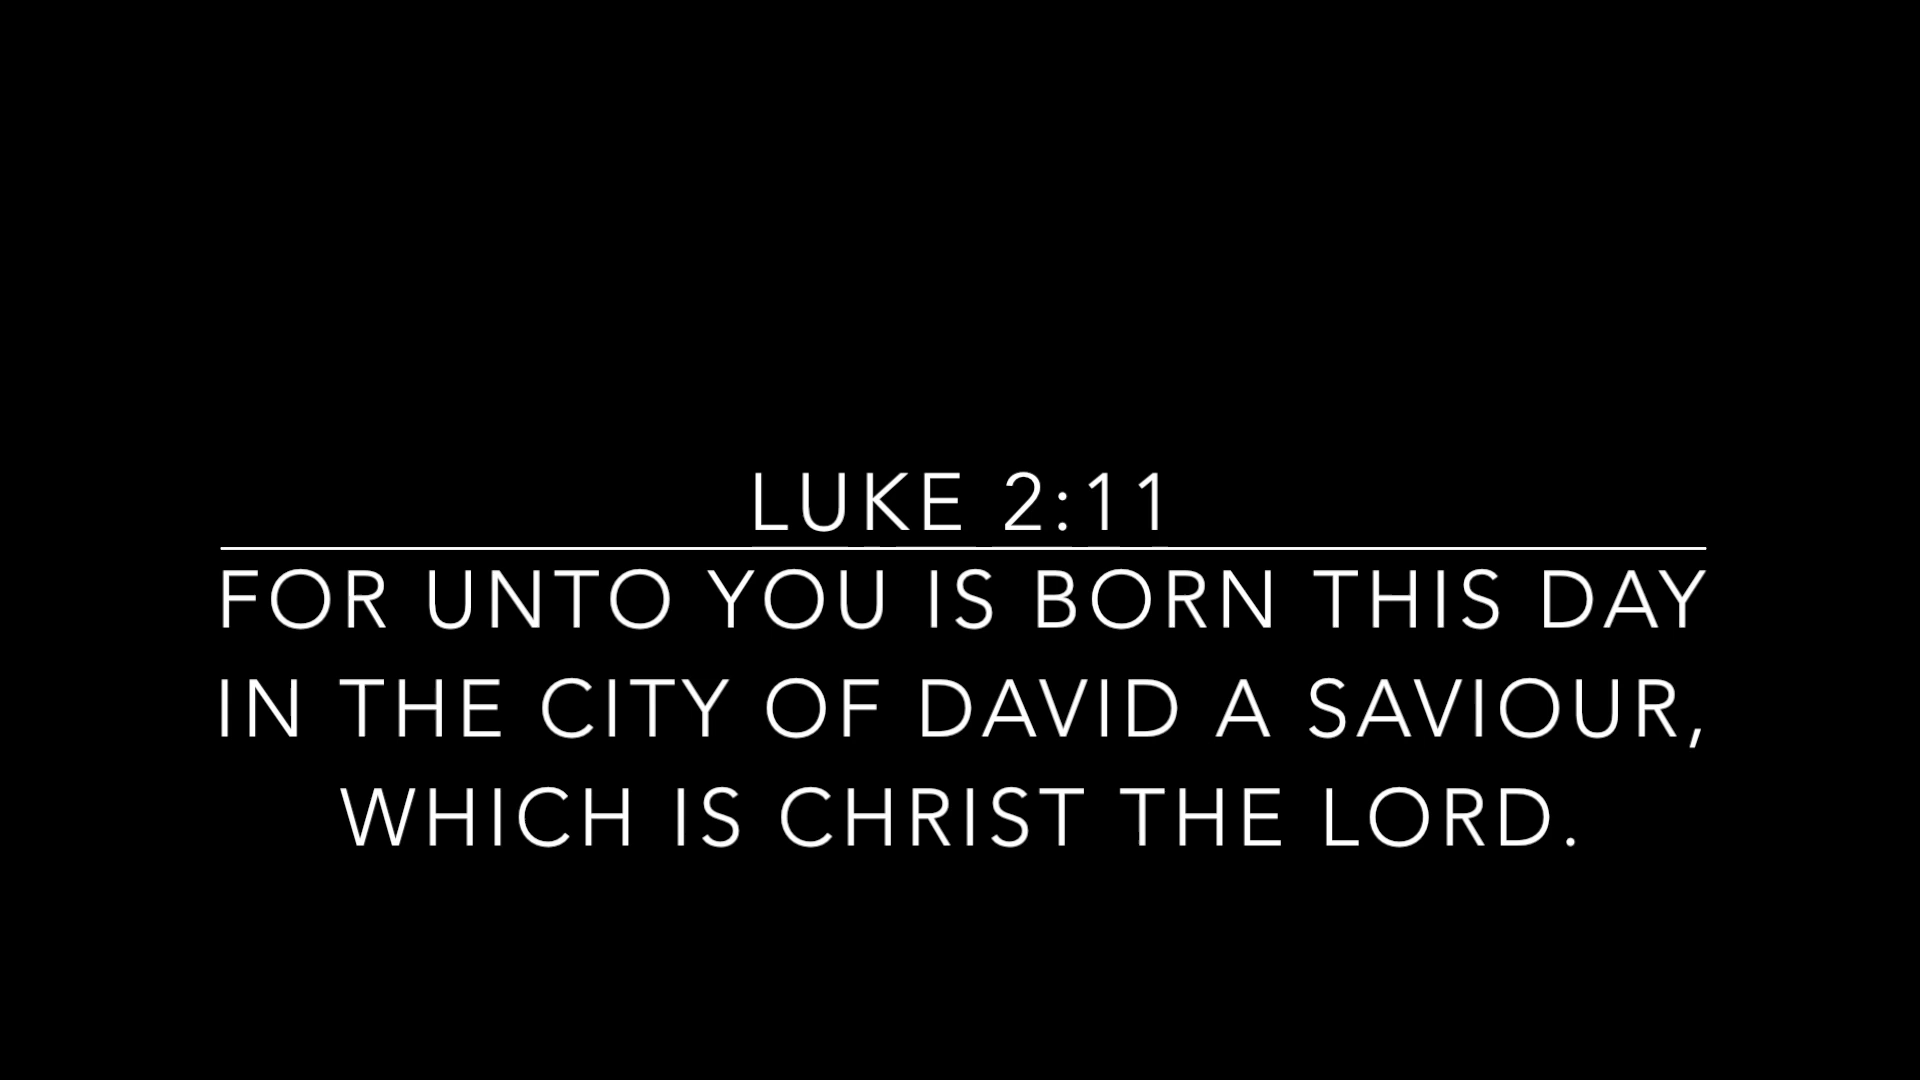 LUKE 2:11
FOR UNTO YOU IS BORN THIS DAY
IN THE CITY OF DAVID A SAVIOUR,
WHICH IS CHRIST THE LORD.